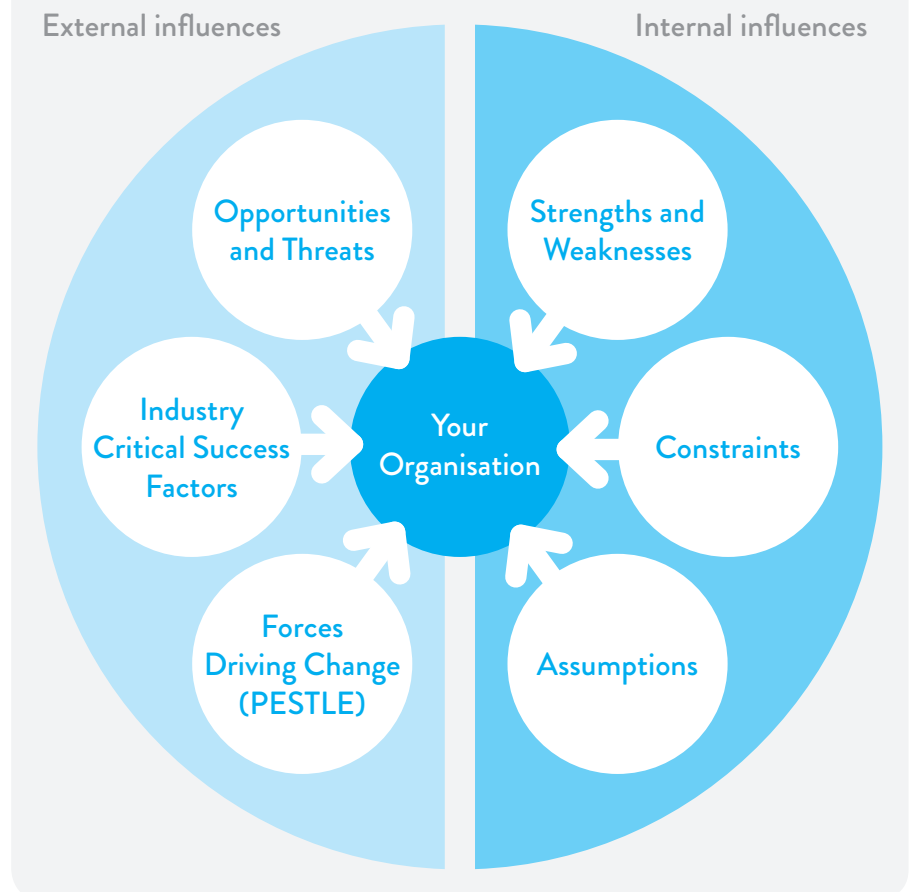 External influences
Internal influences
Opportunities
and Threats
Strengths and
Weaknesses
Industry
Critical Success
Factors
Your
Organisation
Constraints
Forces
Driving Change
(PESTLE)
Assumptions